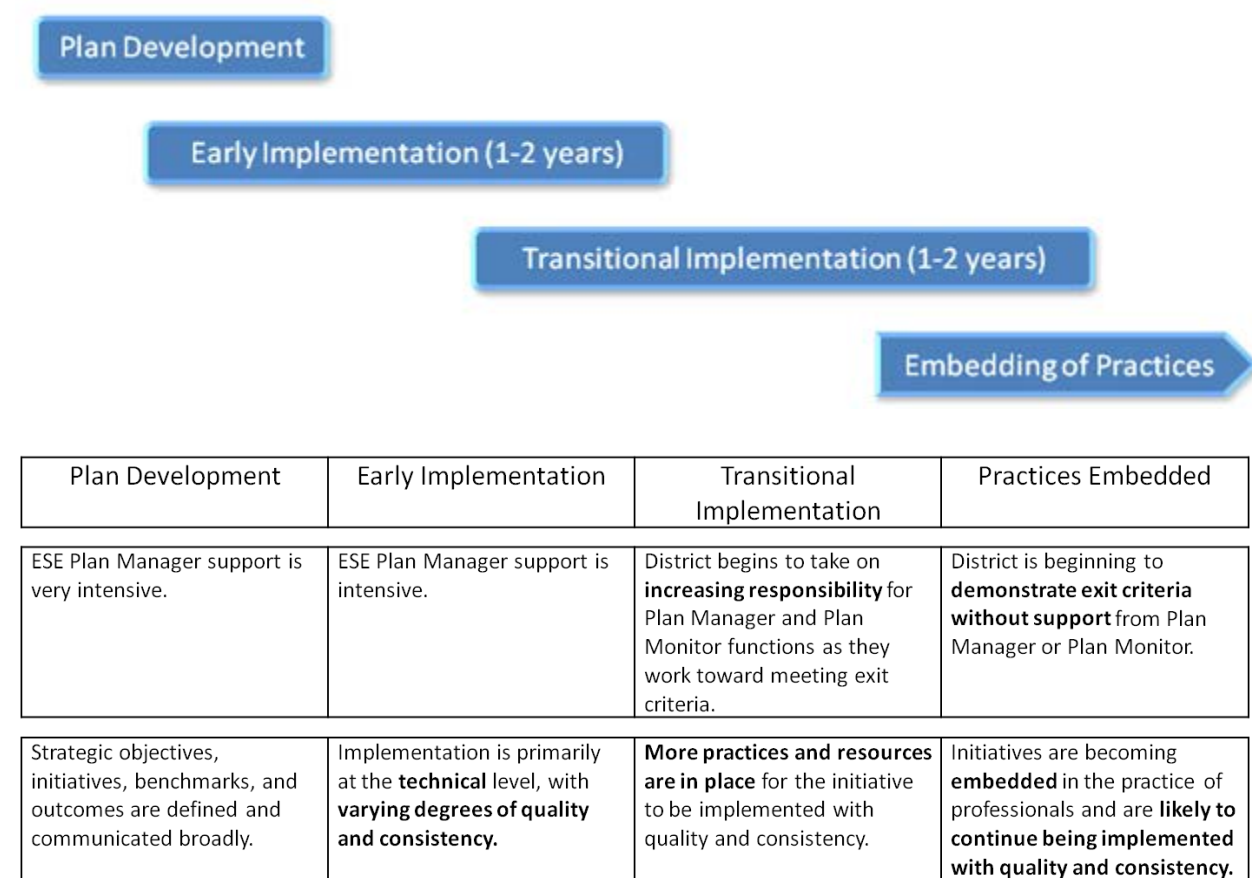 Plan Development
Early Implementation (1-2 years)
Transitional Implementation (1-2 years)
Embedding of Practices
Plan Development
Early Implementation
Transitional
Implementation
Practices Embedded
ESE Plan Manager support is
very intensive.
ESE Plan Manager support is
intensive.
District begins to take on
increasing responsibility for
Plan Manager and Plan
Monitor functions as they
work toward meeting exit
criteria.
District is beginning to
demonstrate exit criteria
without support from Plan
Manager or Plan Monitor.
Strategic objectives,
initiatives, benchmarks, and
outcomes are defined and
communicated broadly.
Implementation is primarily
at the technical level, with
varying degrees of quality
and consistency.
More practices and resources
are in place for the initiative
to be implemented with
quality and consistency.
Initiatives are becoming
embedded in the practice of
professionals and are likely to
continue being implemented
with quality and consistency.